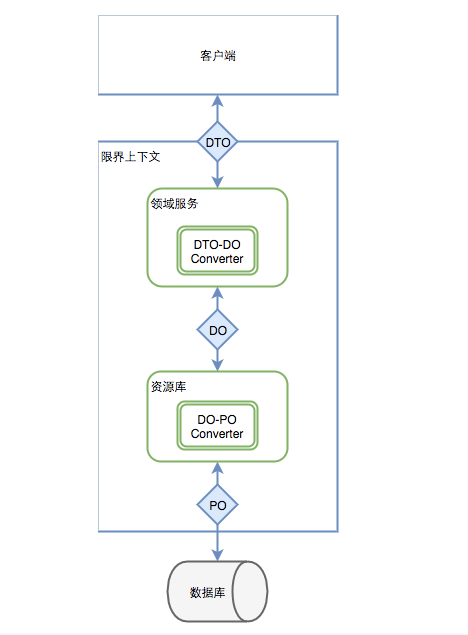 客户端
DTO
限界上下文
领域服务
DTO-DO
Converter
DO
资源库
DO-PO
Converter
PO
数据库